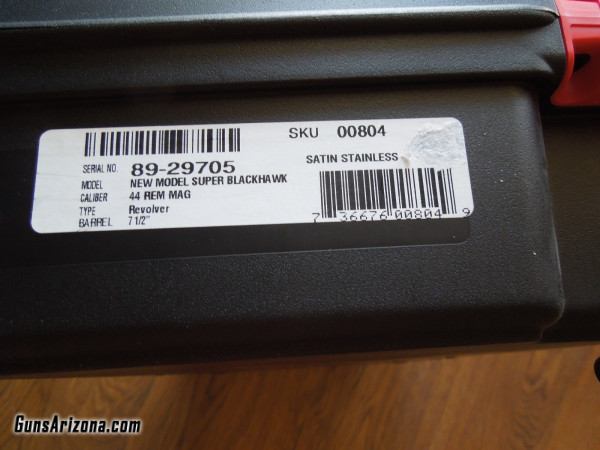 SKU 00804
SERIAL NO. 89-29705
SATIN STAINLESS
MODEL NEW MODEL SUPER BLACKHAWK
CALIBER 44 REM MAG
TYPE Revolver
BARREL 7 1/2"
7 36676 00804 9
GunsArizona.com